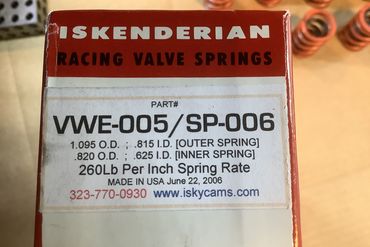 ISKENDERIAN
RACING VALVE SPRINGS
PART#
VWE-005/SP-006
1.095 O.D. ; .815 I.D. [OUTER SPRING]
.820 O.D. ; .625 I.D. [INNER SPRING]
260Lb Per Inch Spring Rate
MADE IN USA June 22, 2006
323-770-0930 www.iskycams.com